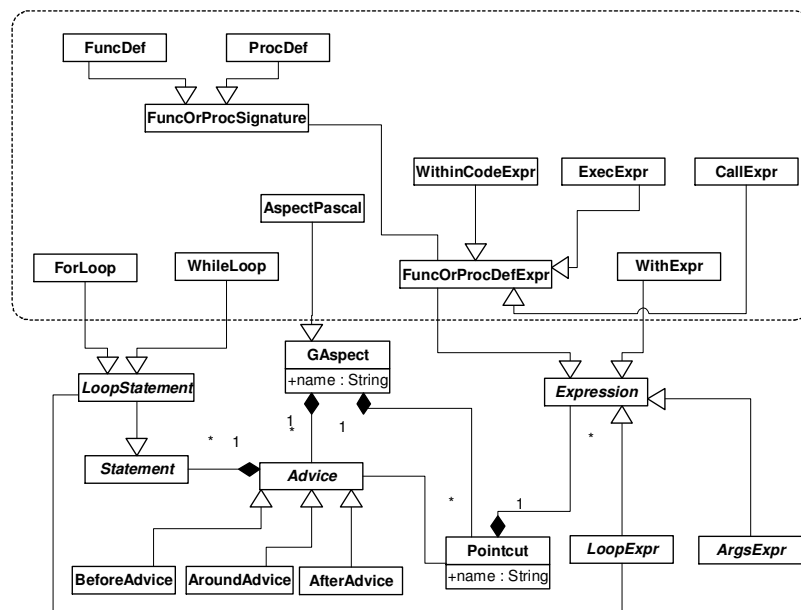 FuncDef
ProcDef
FuncOrProcSignature
WithinCodeExpr
ExecExpr
CallExpr
AspectPascal
ForLoop
WhileLoop
FuncOrProcDefExpr
WithExpr
GAspect
+name : String
LoopStatement
Expression
1
*
1
*
*
1
Statement
Advice
*
1
BeforeAdvice
AroundAdvice
AfterAdvice
Pointcut
+name : String
LoopExpr
ArgsExpr